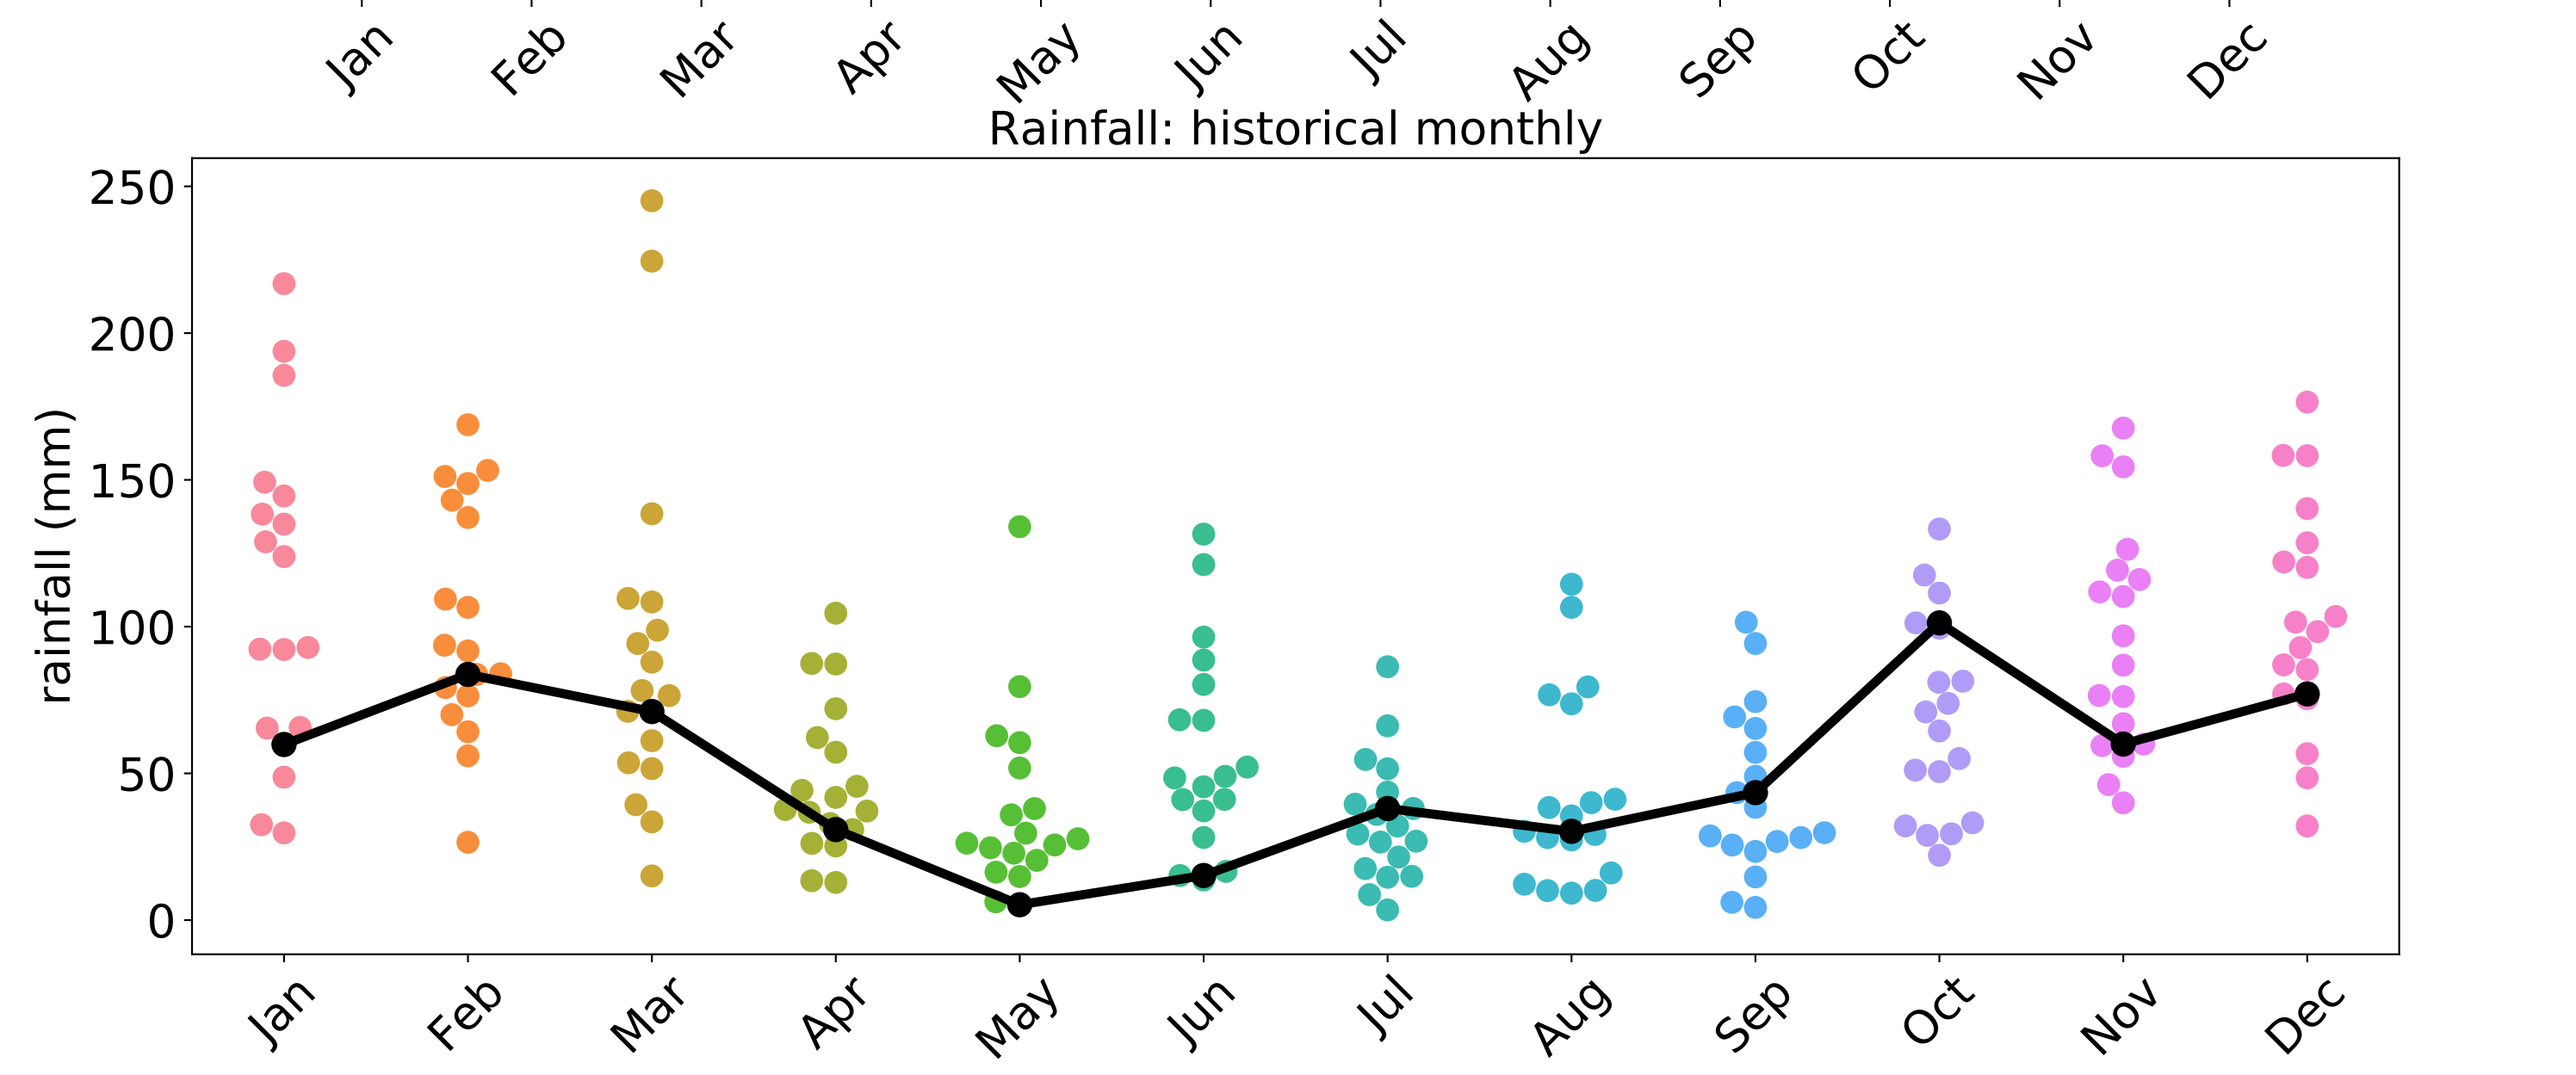 Jan Feb Mar Apr May Jun Jul Aug Sep Oct Nov Dec
Rainfall: historical monthly
250
200
150
100
50
0
rainfall (mm)
Jan Feb Mar Apr May Jun Jul Aug Sep Oct Nov Dec